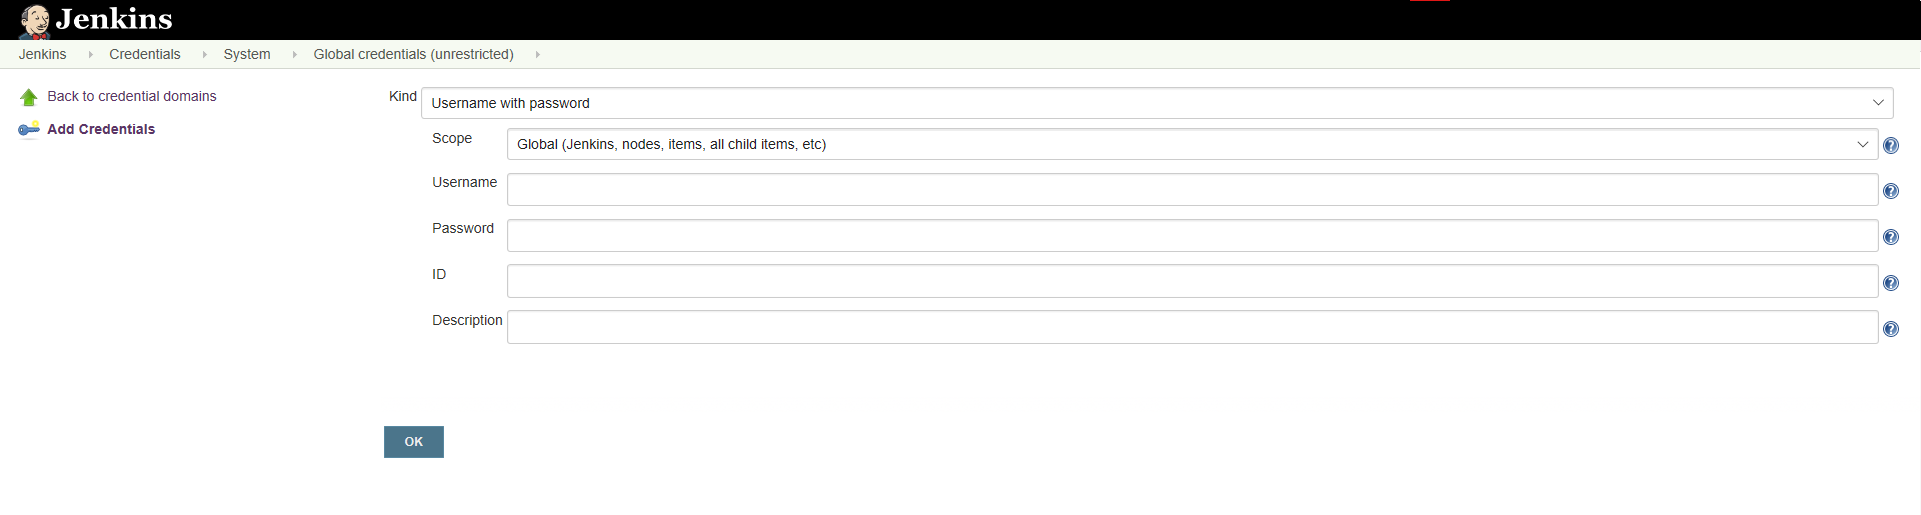 Jenkins
Jenkins Credentials System Global credentials (unrestricted)
Back to credential domains
Add Credentials
Kind Username with password
Scope Global (Jenkins, nodes, items, all child items, etc)
Username
Password
ID
Description
OK